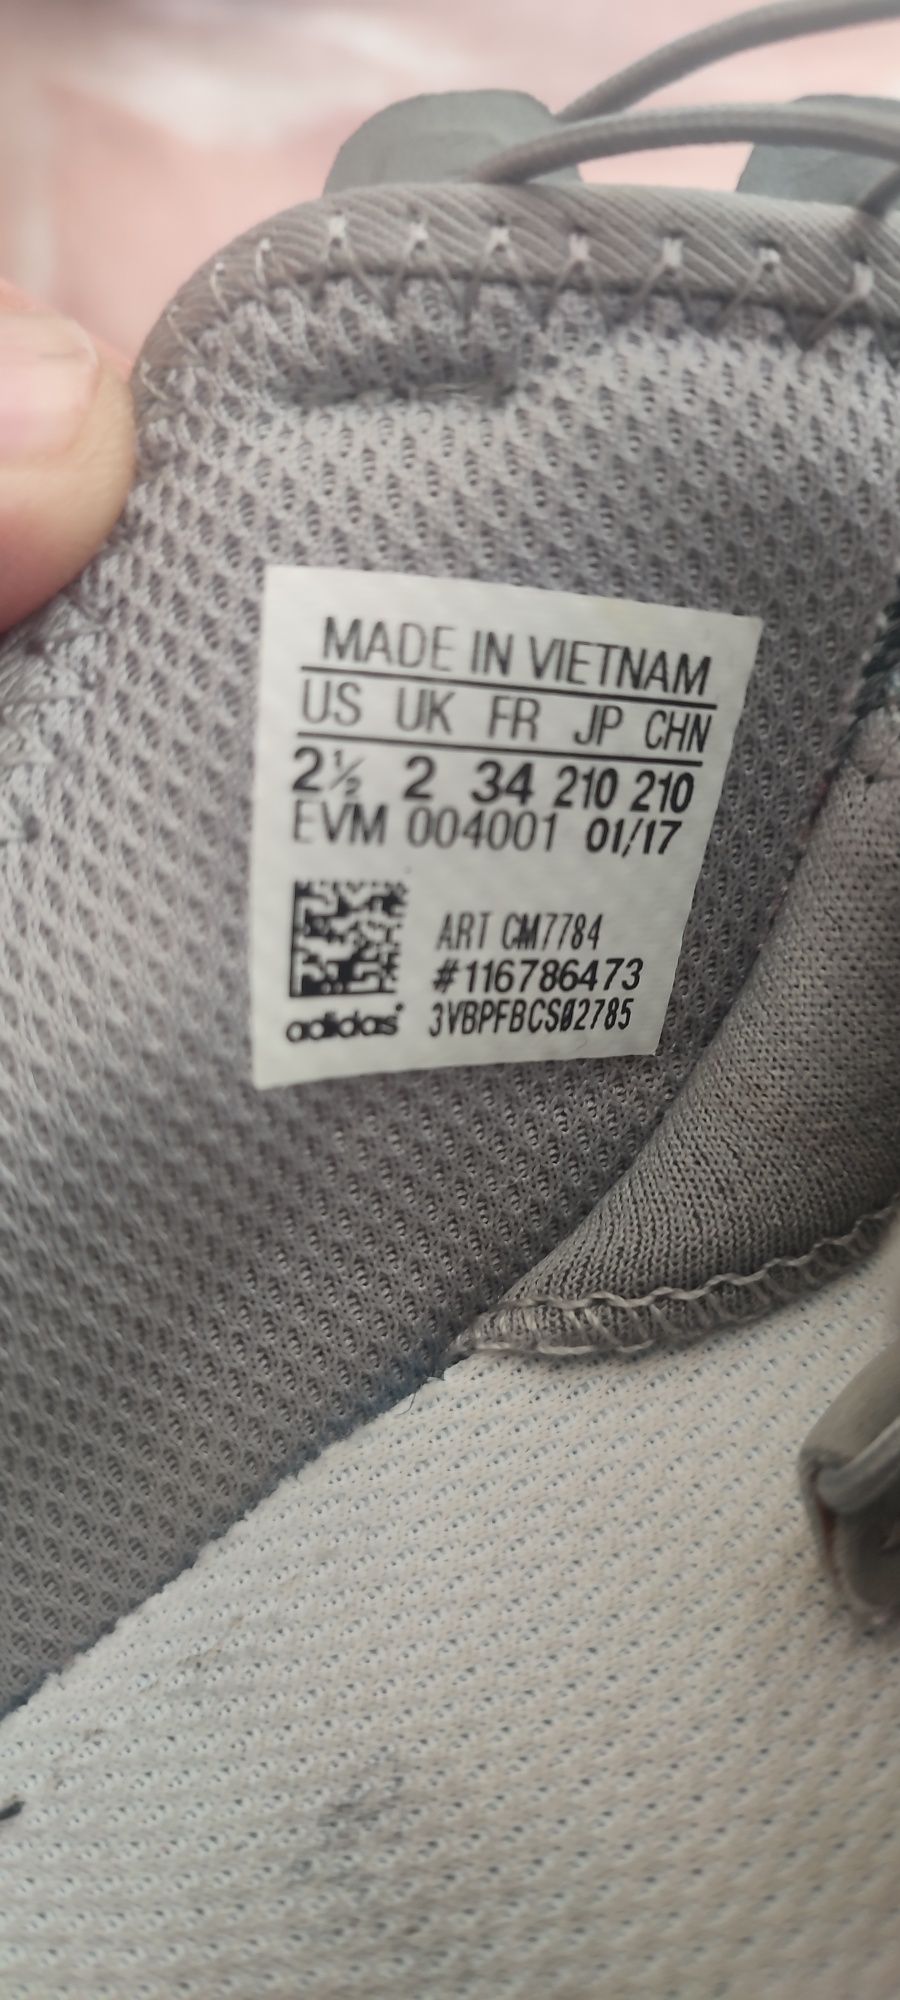 MADE IN VIETNAM
US UK FR JP CHN
2½ 2 34 210 210
EVM 004001 01/17
ART CM7784
#116786473
adidas 3VBPFBCSØ2785